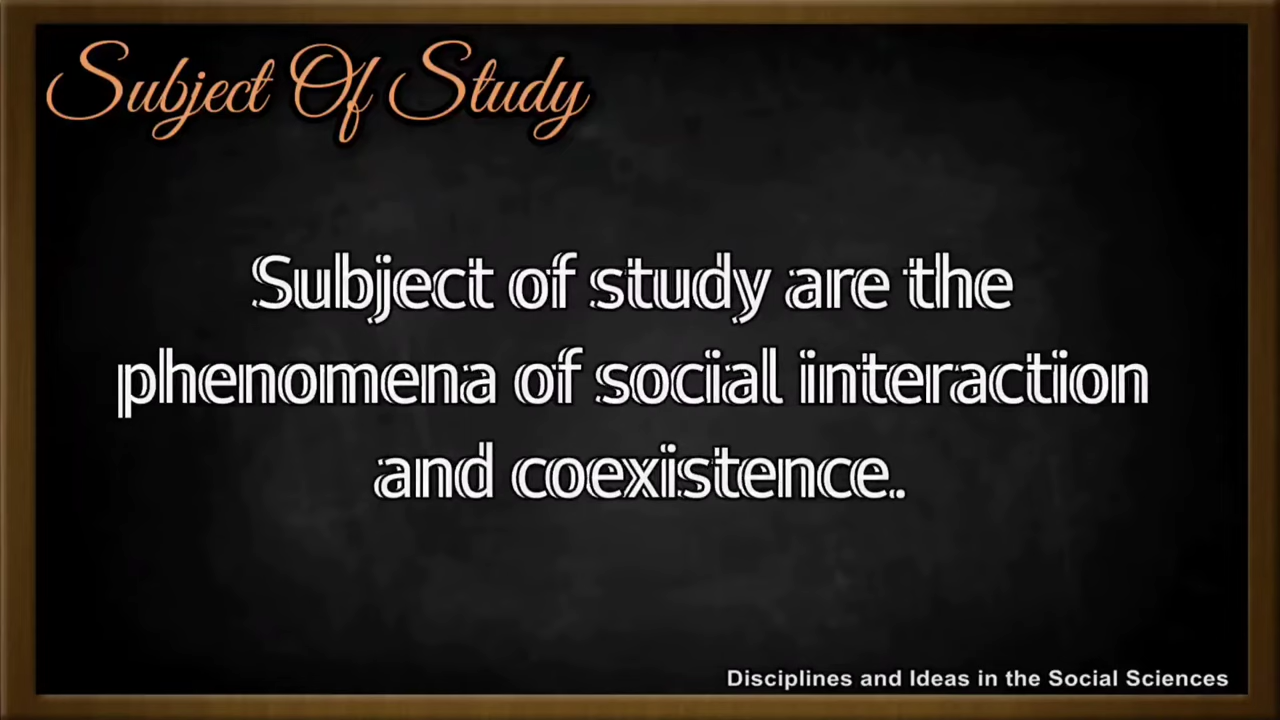 Subject Of Study
Subject of study are the
phenomena of social interaction
and coexistence.
Disciplines and Ideas in the Social Sciences